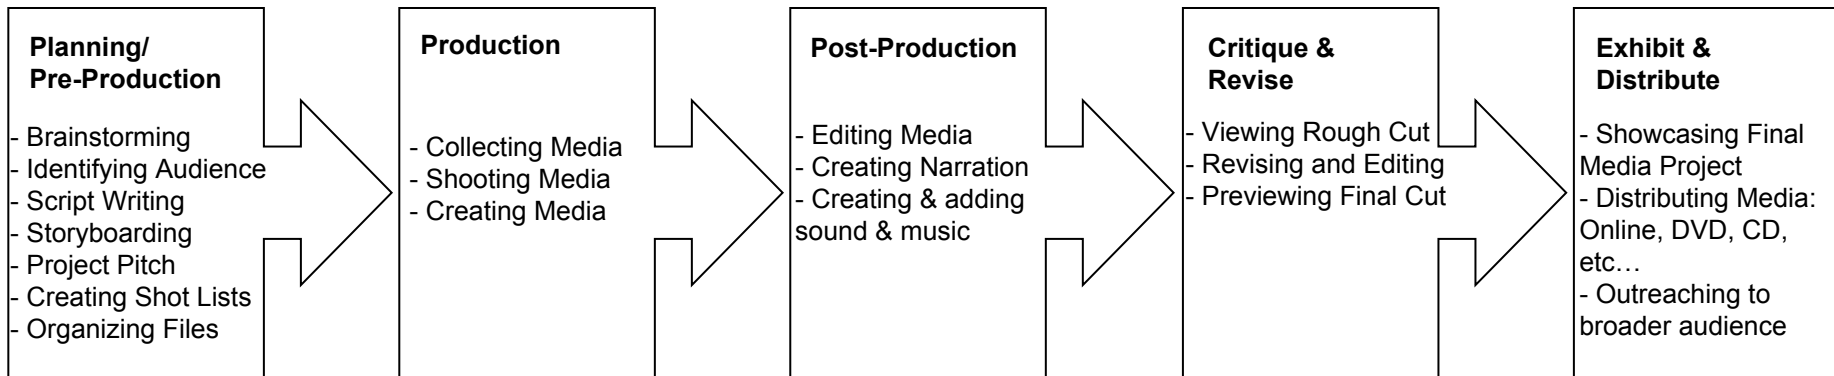 Planning/
Pre-Production
- Brainstorming
- Identifying Audience
- Script Writing
- Storyboarding
- Project Pitch
- Creating Shot Lists
- Organizing Files
Production
- Collecting Media
- Shooting Media
- Creating Media
Post-Production
- Editing Media
- Creating Narration
- Creating & adding
sound & music
Critique &
Revise
- Viewing Rough Cut
- Revising and Editing
- Previewing Final Cut
Exhibit &
Distribute
- Showcasing Final
Media Project
- Distributing Media:
Online, DVD, CD,
etc…
- Outreaching to
broader audience